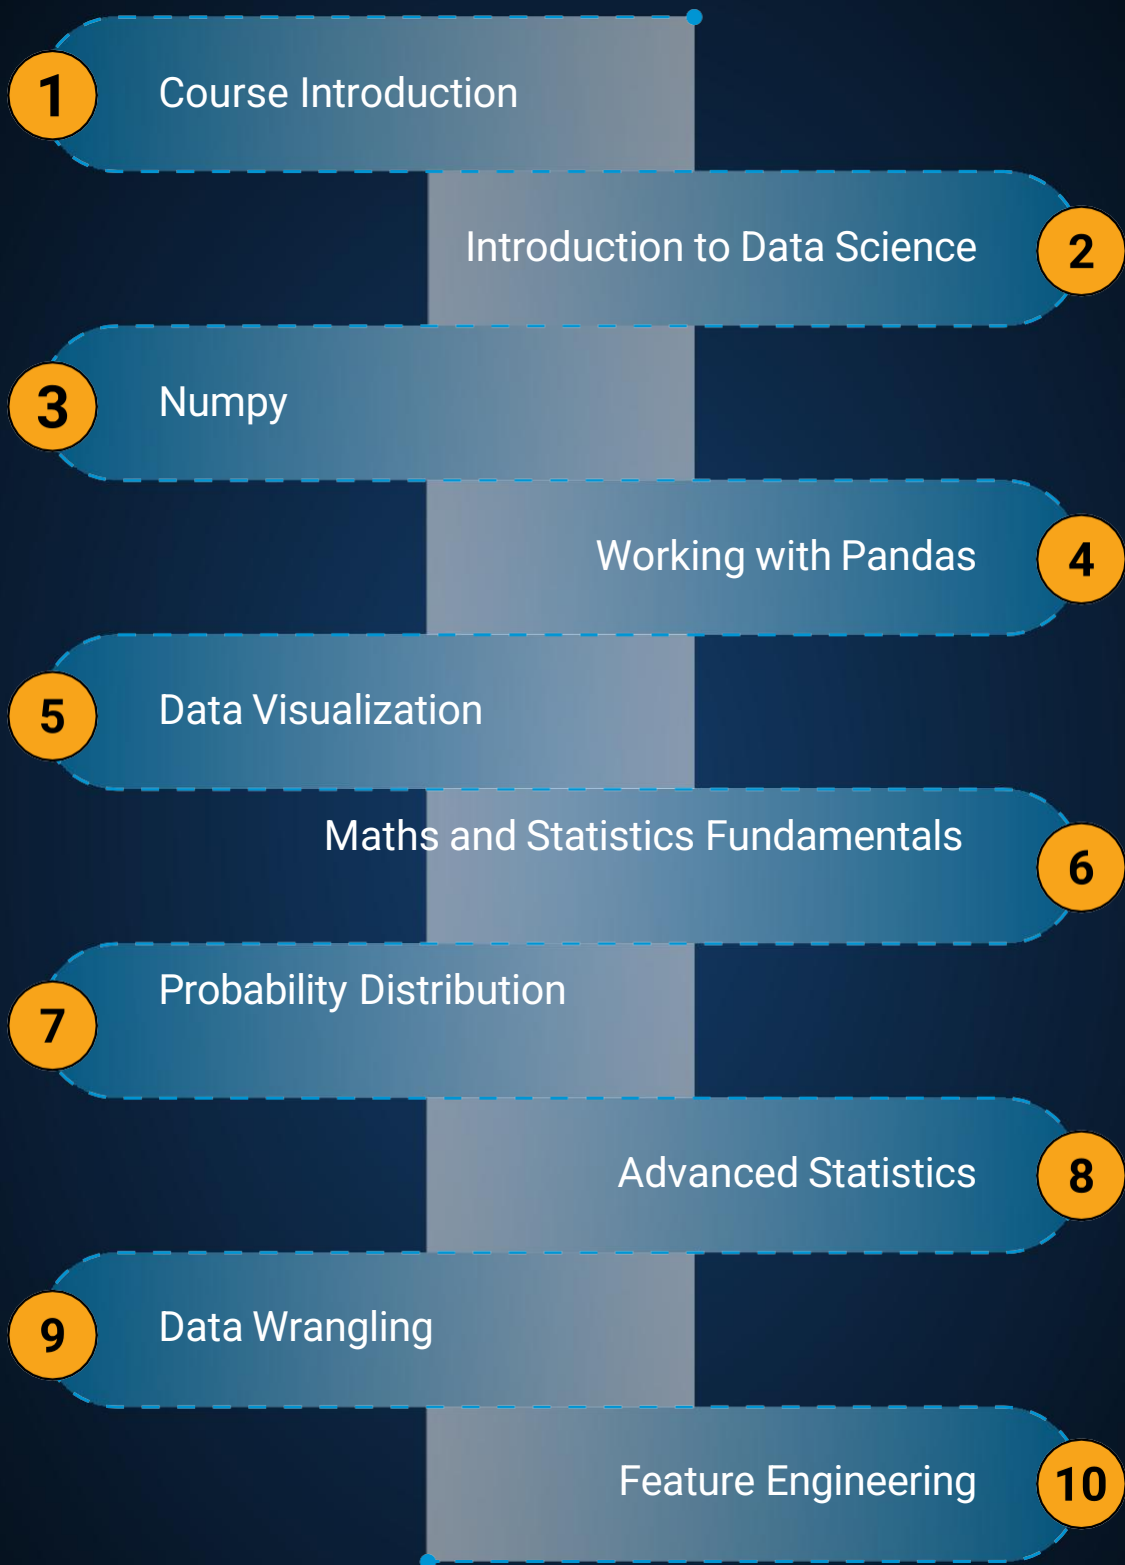 1
Course Introduction
Introduction to Data Science
2
3
Numpy
Working with Pandas
4
5
Data Visualization
Maths and Statistics Fundamentals
6
7
Probability Distribution
Advanced Statistics
8
9
Data Wrangling
Feature Engineering
10